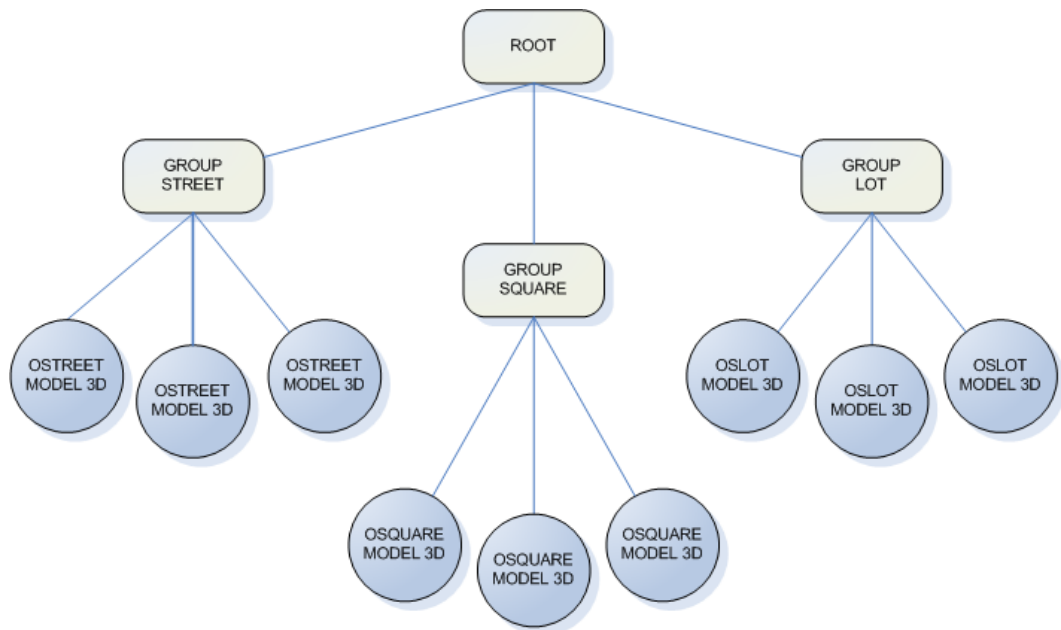 ROOT
GROUP
STREET
GROUP
LOT
GROUP
SQUARE
OSTREET
MODEL 3D
OSTREET
MODEL 3D
OSTREET
MODEL 3D
OSLOT
MODEL 3D
OSLOT
MODEL 3D
OSLOT
MODEL 3D
OSQUARE
MODEL 3D
OSQUARE
MODEL 3D
OSQUARE
MODEL 3D